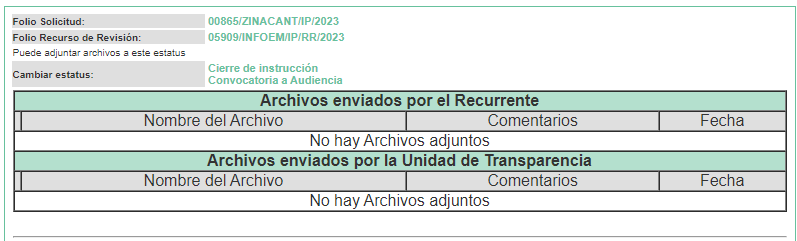 Folio Solicitud: 00865/ZINACANT/IP/2023
Folio Recurso de Revisión: 05909/INFOEM/IP/RR/2023
Puede adjuntar archivos a este estatus
Cambiar estatus: Cierre de instrucción
Convocatoria a Audiencia
Archivos enviados por el Recurrente
Nombre del Archivo Comentarios Fecha
No hay Archivos adjuntos
Archivos enviados por la Unidad de Transparencia
Nombre del Archivo Comentarios Fecha
No hay Archivos adjuntos